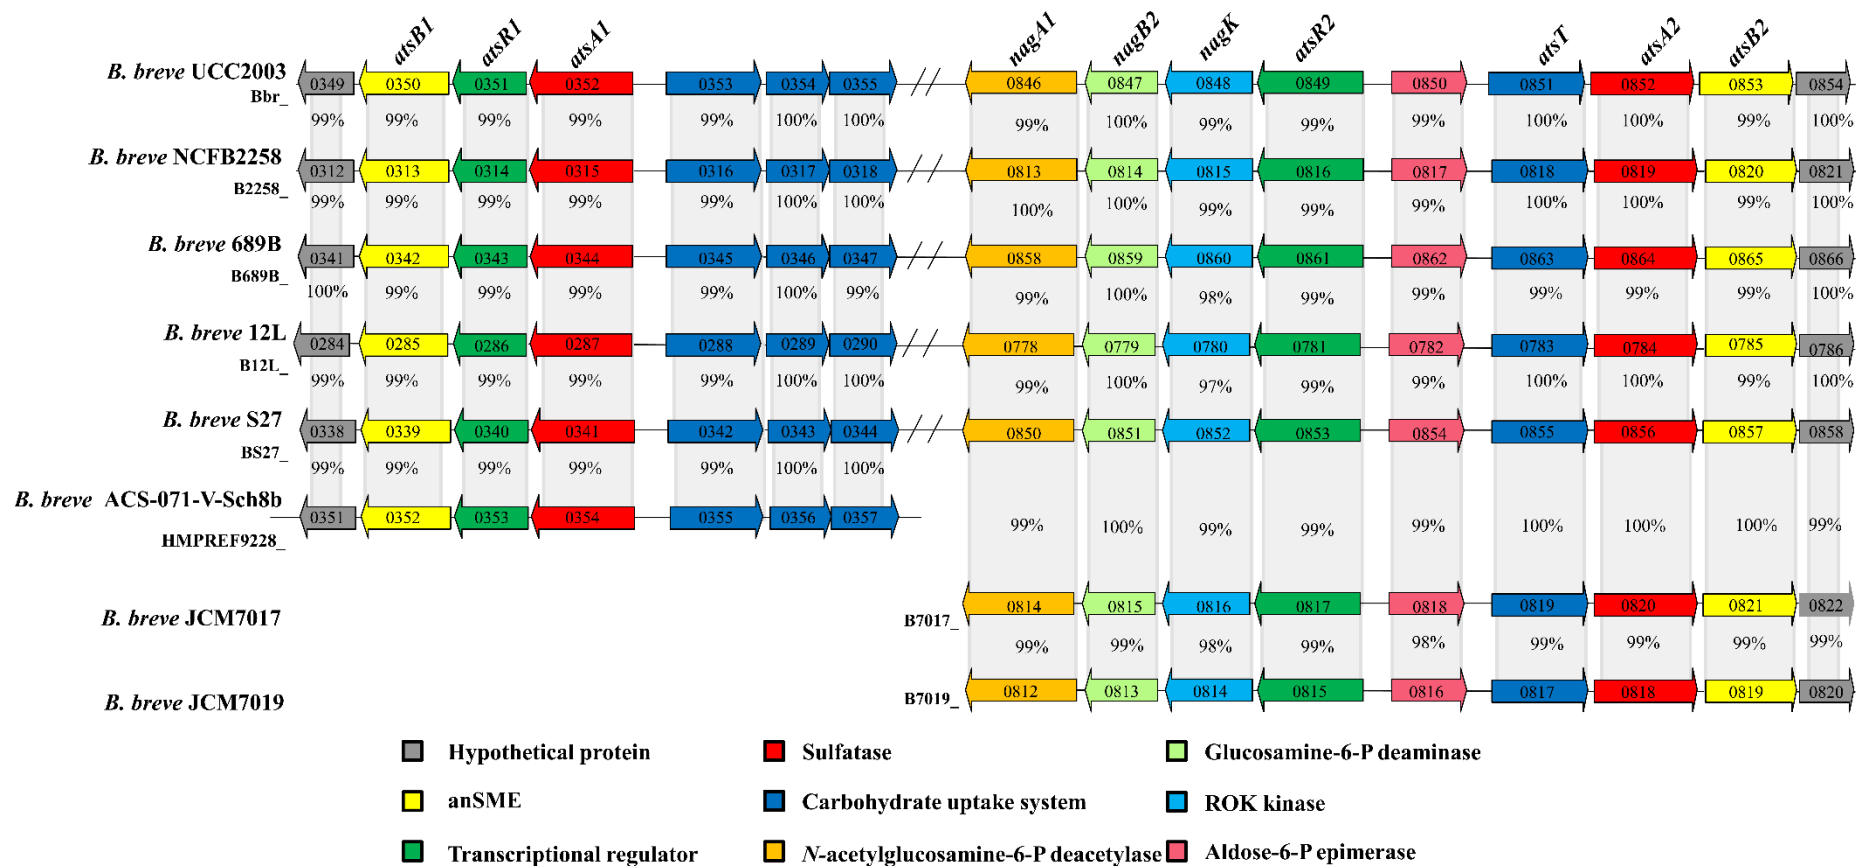 atsB1 atsR1 atsA1 nagA1 nagB2 nagK atsR2 atsT atsA2 atsB2
B. breve UCC2003
Bbr_
0349 0350 0351 0352 0353 0354 0355 0846 0847 0848 0849 0850 0851 0852 0853 0854
99% 99% 99% 99% 99% 100% 100% 99% 100% 99% 99% 99% 100% 100% 99% 100%
B. breve NCFB2258
B2258_
0312 0313 0314 0315 0316 0317 0318 0813 0814 0815 0816 0817 0818 0819 0820 0821
99% 99% 99% 99% 99% 100% 100% 100% 100% 99% 99% 99% 100% 100% 99% 100%
B. breve 689B
B689B_
0341 0342 0343 0344 0345 0346 0347 0858 0859 0860 0861 0862 0863 0864 0865 0866
100% 99% 99% 99% 99% 100% 99% 99% 100% 98% 99% 99% 99% 99% 99% 100%
B. breve 12L
B12L_
0284 0285 0286 0287 0288 0289 0290 0778 0779 0780 0781 0782 0783 0784 0785 0786
99% 99% 99% 99% 99% 100% 100% 99% 100% 97% 99% 99% 100% 100% 99% 100%
B. breve S27
BS27_
0338 0339 0340 0341 0342 0343 0344 0850 0851 0852 0853 0854 0855 0856 0857 0858
99% 99% 99% 99% 99% 100% 100%
B. breve ACS-071-V-Sch8b
HMPREF9228_
0351 0352 0353 0354 0355 0356 0357
99% 100% 99% 99% 99% 100% 100% 100% 99%
B. breve JCM7017
B7017_
0814 0815 0816 0817 0818 0819 0820 0821 0822
99% 99% 98% 99% 98% 99% 99% 99% 99%
B. breve JCM7019
B7019_
0812 0813 0814 0815 0816 0817 0818 0819 0820
Hypothetical protein
Sulfatase
Glucosamine-6-P deaminase
anSME
Carbohydrate uptake system
ROK kinase
Transcriptional regulator
N-acetylglucosamine-6-P deacetylase
Aldose-6-P epimerase